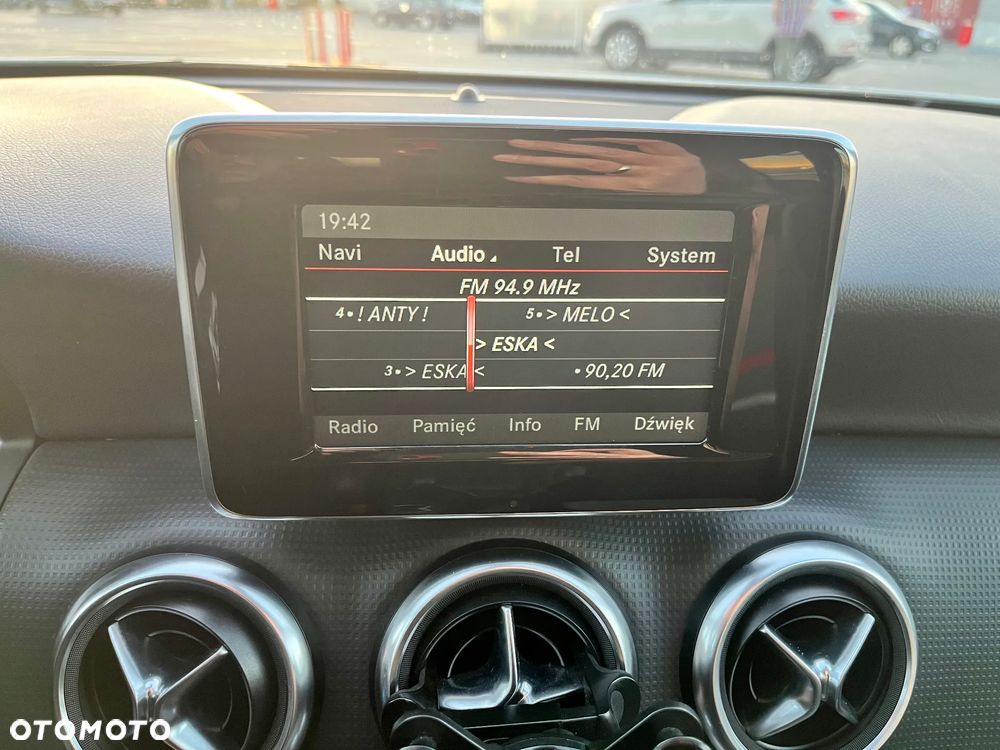 19:42
Navi Audio Tel System
FM 94.9 MHz
4•! ANTY ! 5•> MELO <
> ESKA <
3•> ESKA < •90,20 FM
Radio Pamięć Info FM Dźwięk
OTOMOTO